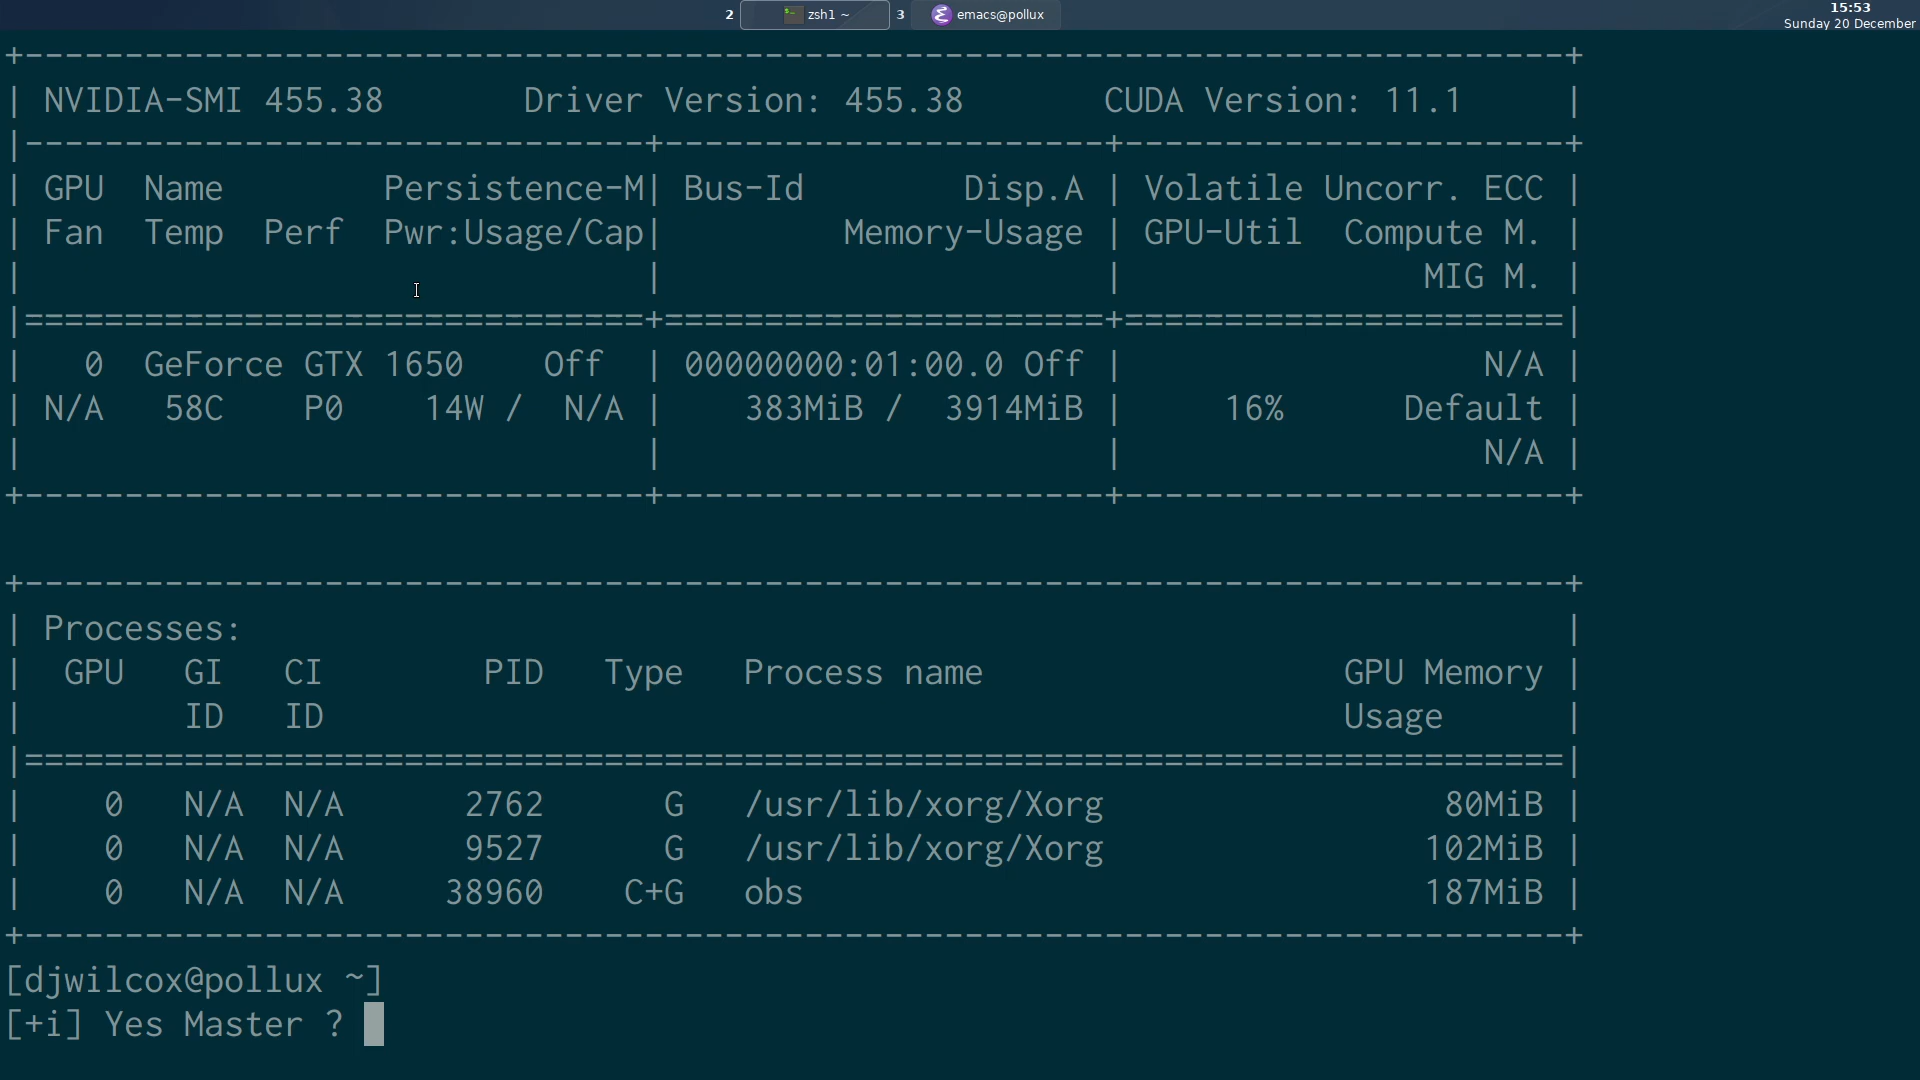 2 zsh1 ~ 3 emacs@pollux 15:53
Sunday 20 December
+-----------------------------------------------------------------------------+
| NVIDIA-SMI 455.38       Driver Version: 455.38       CUDA Version: 11.1     |
|-------------------------------+----------------------+----------------------+
| GPU  Name        Persistence-M| Bus-Id        Disp.A | Volatile Uncorr. ECC |
| Fan  Temp  Perf  Pwr:Usage/Cap|         Memory-Usage | GPU-Util  Compute M. |
|                               |                      |               MIG M. |
|===============================+======================+======================|
|   0  GeForce GTX 1650    Off  | 00000000:01:00.0 Off |                  N/A |
| N/A   58C    P0    14W /  N/A |    383MiB /  3914MiB |     16%      Default |
|                               |                      |                  N/A |
+-------------------------------+----------------------+----------------------+
+-----------------------------------------------------------------------------+
| Processes:                                                                  |
|  GPU   GI   CI        PID   Type   Process name                  GPU Memory |
|        ID   ID                                                   Usage      |
|=============================================================================|
|    0   N/A  N/A      2762      G   /usr/lib/xorg/Xorg                 80MiB |
|    0   N/A  N/A      9527      G   /usr/lib/xorg/Xorg                102MiB |
|    0   N/A  N/A     38960    C+G   obs                               187MiB |
+-----------------------------------------------------------------------------+
[djwilcox@pollux ~]
[+i] Yes Master ?